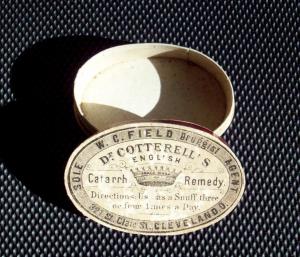 W. C. FIELD Druggist
SOLE AGENT
Dr. COTTERELL'S
ENGLISH
Catarrh Remedy.
Directions. Use as a Snuff three
or four Times a Day.
St. Clair St. CLEVELAND, O.